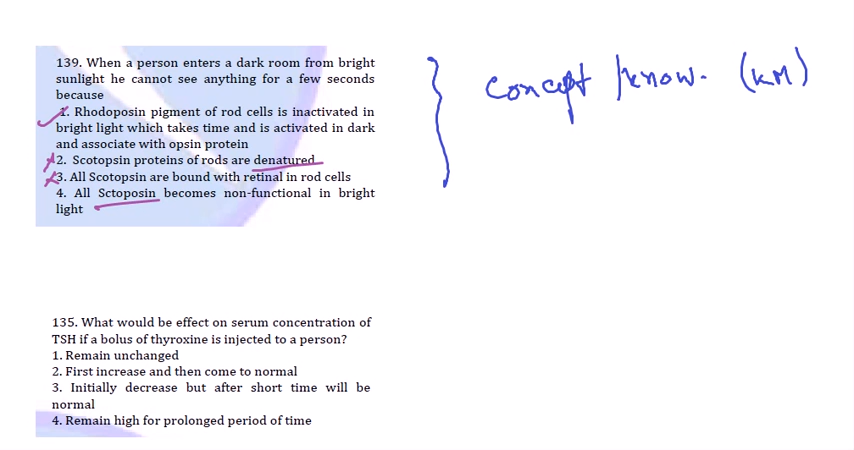 139. When a person enters a dark room from bright
sunlight he cannot see anything for a few seconds
because
1. Rhodoposin pigment of rod cells is inactivated in
bright light which takes time and is activated in dark
and associate with opsin protein
2. Scotopsin proteins of rods are denatured
3. All Scotopsin are bound with retinal in rod cells
4. All Sctoposin becomes non-functional in bright
light
concept / know. (KM)
135. What would be effect on serum concentration of
TSH if a bolus of thyroxine is injected to a person?
1. Remain unchanged
2. First increase and then come to normal
3. Initially decrease but after short time will be
normal
4. Remain high for prolonged period of time